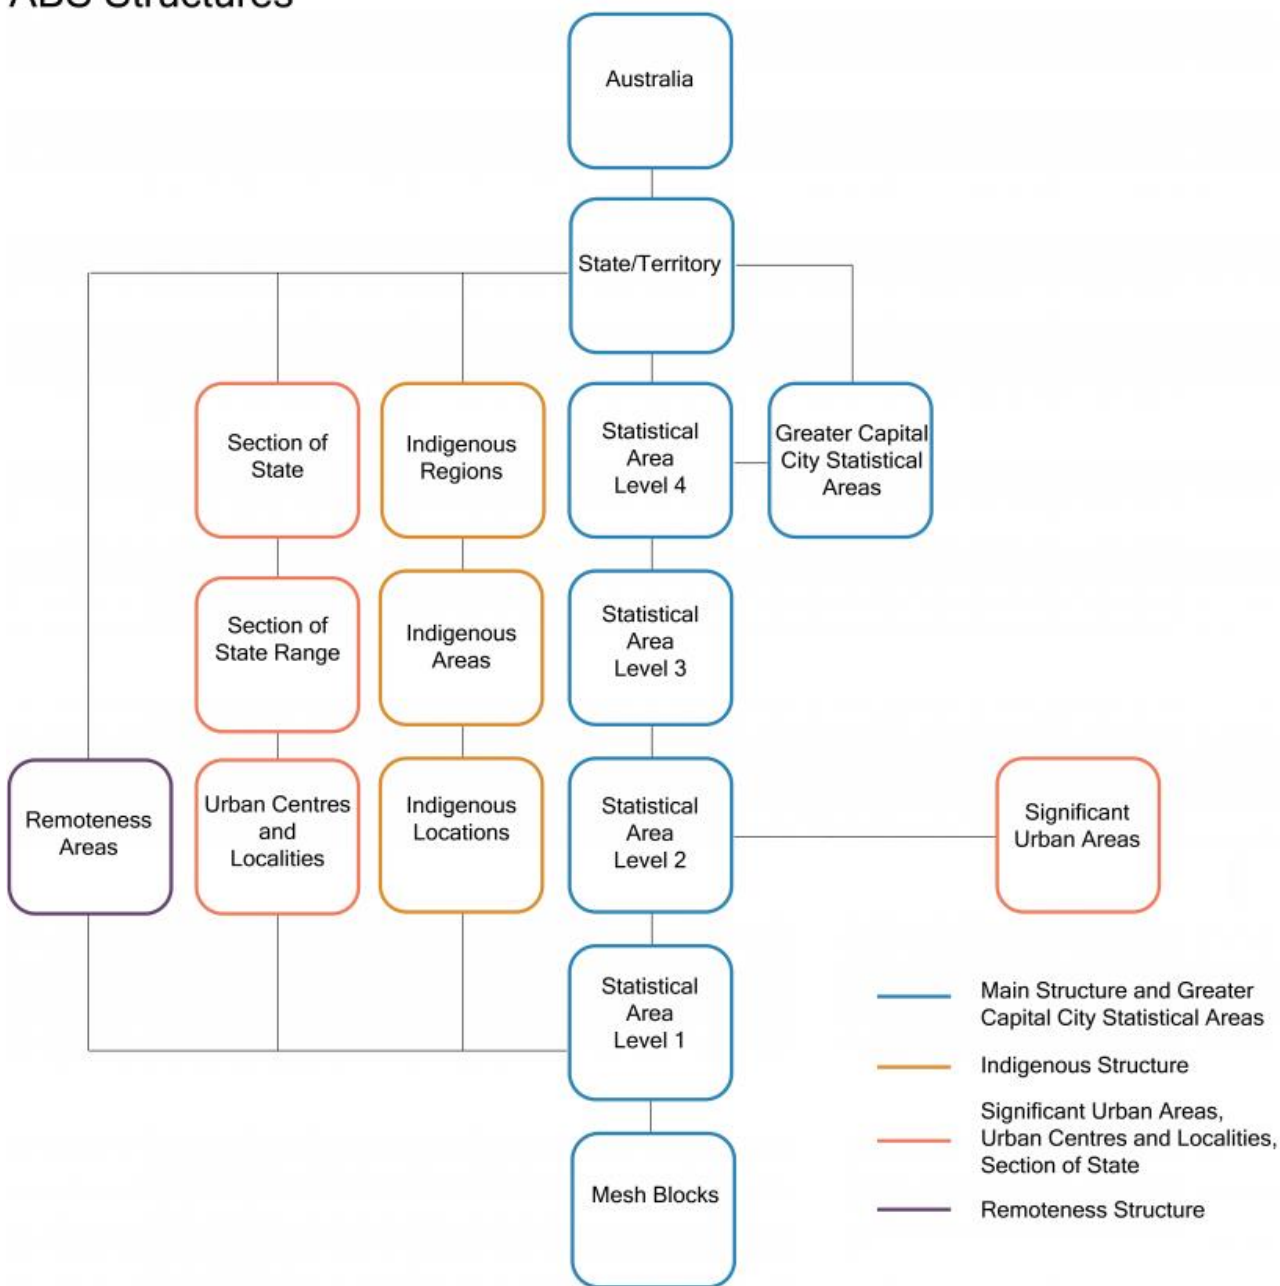 ABS Structures
Australia
State/Territory
Section of
State
Indigenous
Regions
Statistical
Area
Level 4
Greater Capital
City Statistical
Areas
Section of
State Range
Indigenous
Areas
Statistical
Area
Level 3
Remoteness
Areas
Urban Centres
and
Localities
Indigenous
Locations
Statistical
Area
Level 2
Significant
Urban Areas
Statistical
Area
Level 1
Mesh Blocks
Main Structure and Greater
Capital City Statistical Areas
Indigenous Structure
Significant Urban Areas,
Urban Centres and Localities,
Section of State
Remoteness Structure